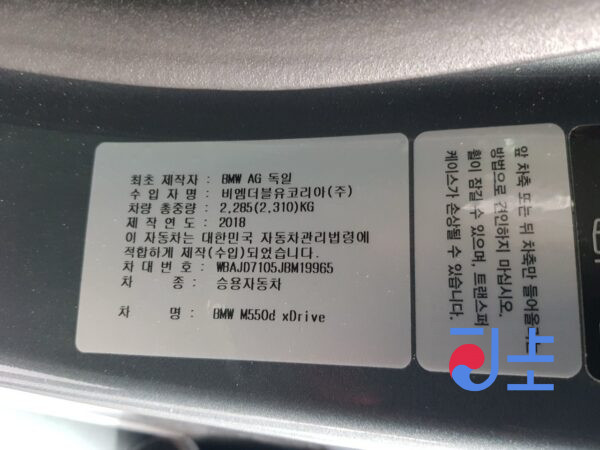 최초 제작자 : BMW AG 독일
수 입 자 명 : 비엠더블유코리아(주)
차량 총중량 : 2,285(2,310)KG
제 작 연 도 : 2018
이 자동차는 대한민국 자동차관리법령에
적합하게 제작(수입)되었습니다.
차 대 번 호 : WBAJD7105JBM19965
차 종 : 승용자동차
차 명 : BMW M550d xDrive
앞 차축 또는 뒤 차축만 들어올리는
방법으로 견인하지 마십시오.
휠이 잠길 수 있으며, 트랜스퍼
케이스가 손상될 수 있습니다.